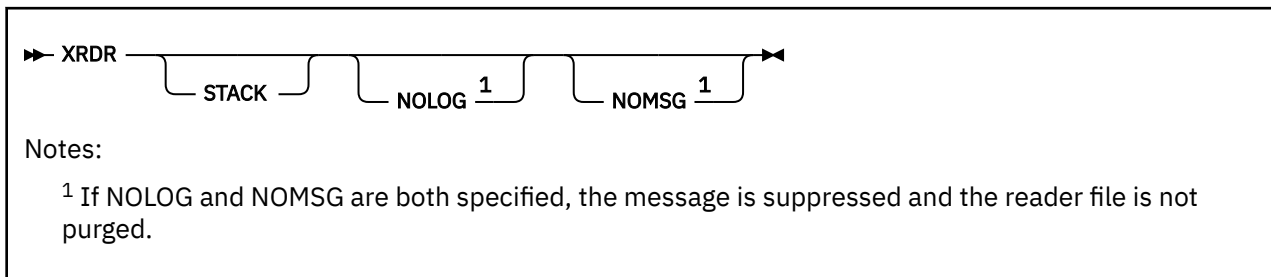 XRDR
STACK
NOLOG 1
NOMSG 1
Notes:
1 If NOLOG and NOMSG are both specified, the message is suppressed and the reader file is not
purged.